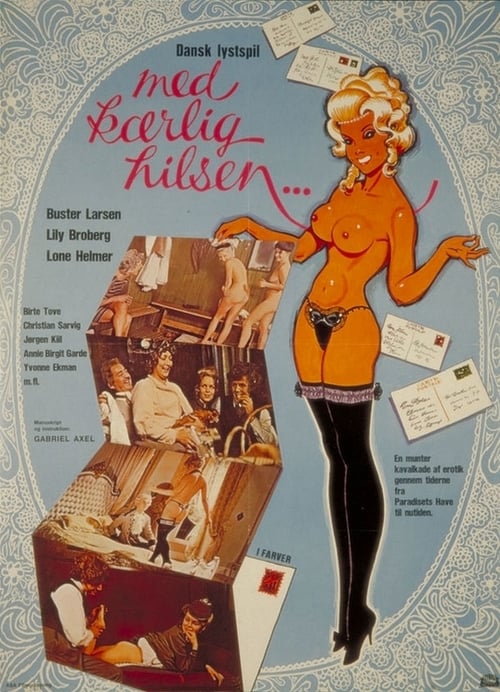 Dansk lystspil
med
kærlig
hilsen...
Buster Larsen
Lily Broberg
Lone Helmer
Birte Tove
Christian Sarvig
Jørgen Kiil
Annie Birgit Garde
Yvonne Ekman
m.fl.
Manuskript
og instruktion:
GABRIEL AXEL
En munter
kavalkade af erotik
gennem tiderne
fra
Paradisets Have
til nutiden.
I FARVER